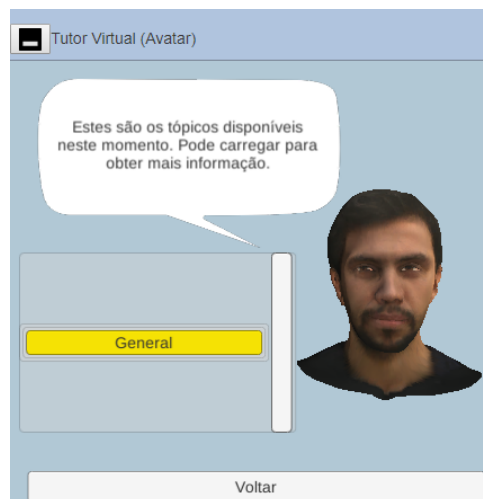 Tutor Virtual (Avatar)
Estes são os tópicos disponíveis
neste momento. Pode carregar para
obter mais informação.
General
Voltar